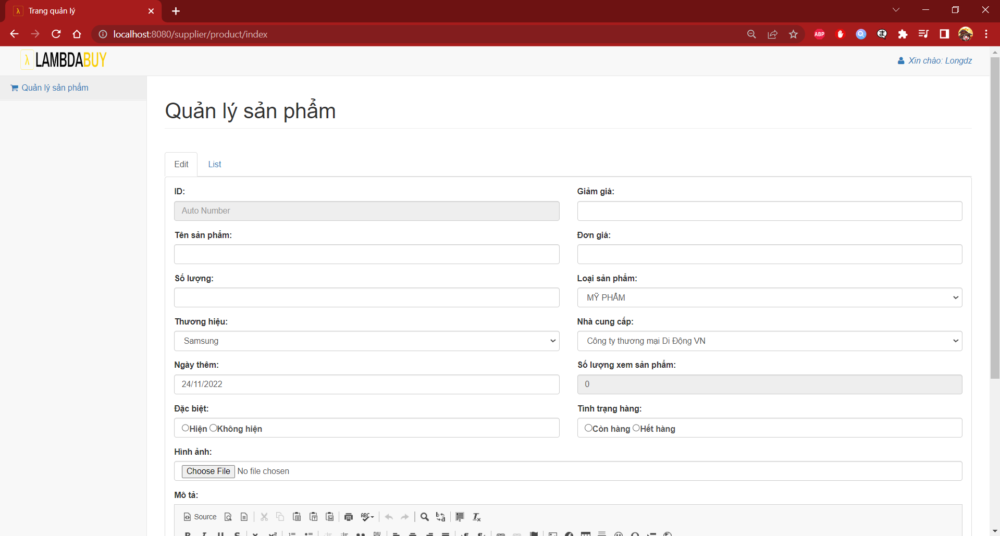 λ Trang quản lý
localhost:8080/supplier/product/index
ABP
λ LAMBDABUY
Xin chào: Longdz
Quản lý sản phẩm
Quản lý sản phẩm
Edit List
ID: Giảm giá:
Auto Number
Tên sản phẩm: Đơn giá:
Số lượng: Loại sản phẩm:
MỸ PHẨM
Thương hiệu: Nhà cung cấp:
Samsung Công ty thương mại Di Động VN
Ngày thêm: Số lượng xem sản phẩm:
24/11/2022 0
Đặc biệt: Tình trạng hàng:
Hiện Không hiện Còn hàng Hết hàng
Hình ảnh:
Choose File No file chosen
Mô tả:
Source